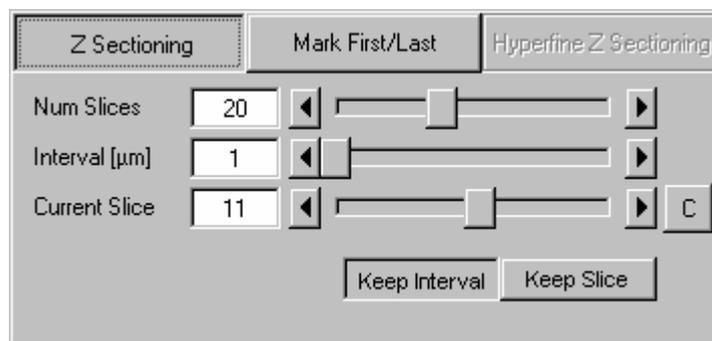 Z Sectioning Mark First/Last Hyperfine Z Sectioning
Num Slices 20
Interval [µm] 1
Current Slice 11 C
Keep Interval Keep Slice